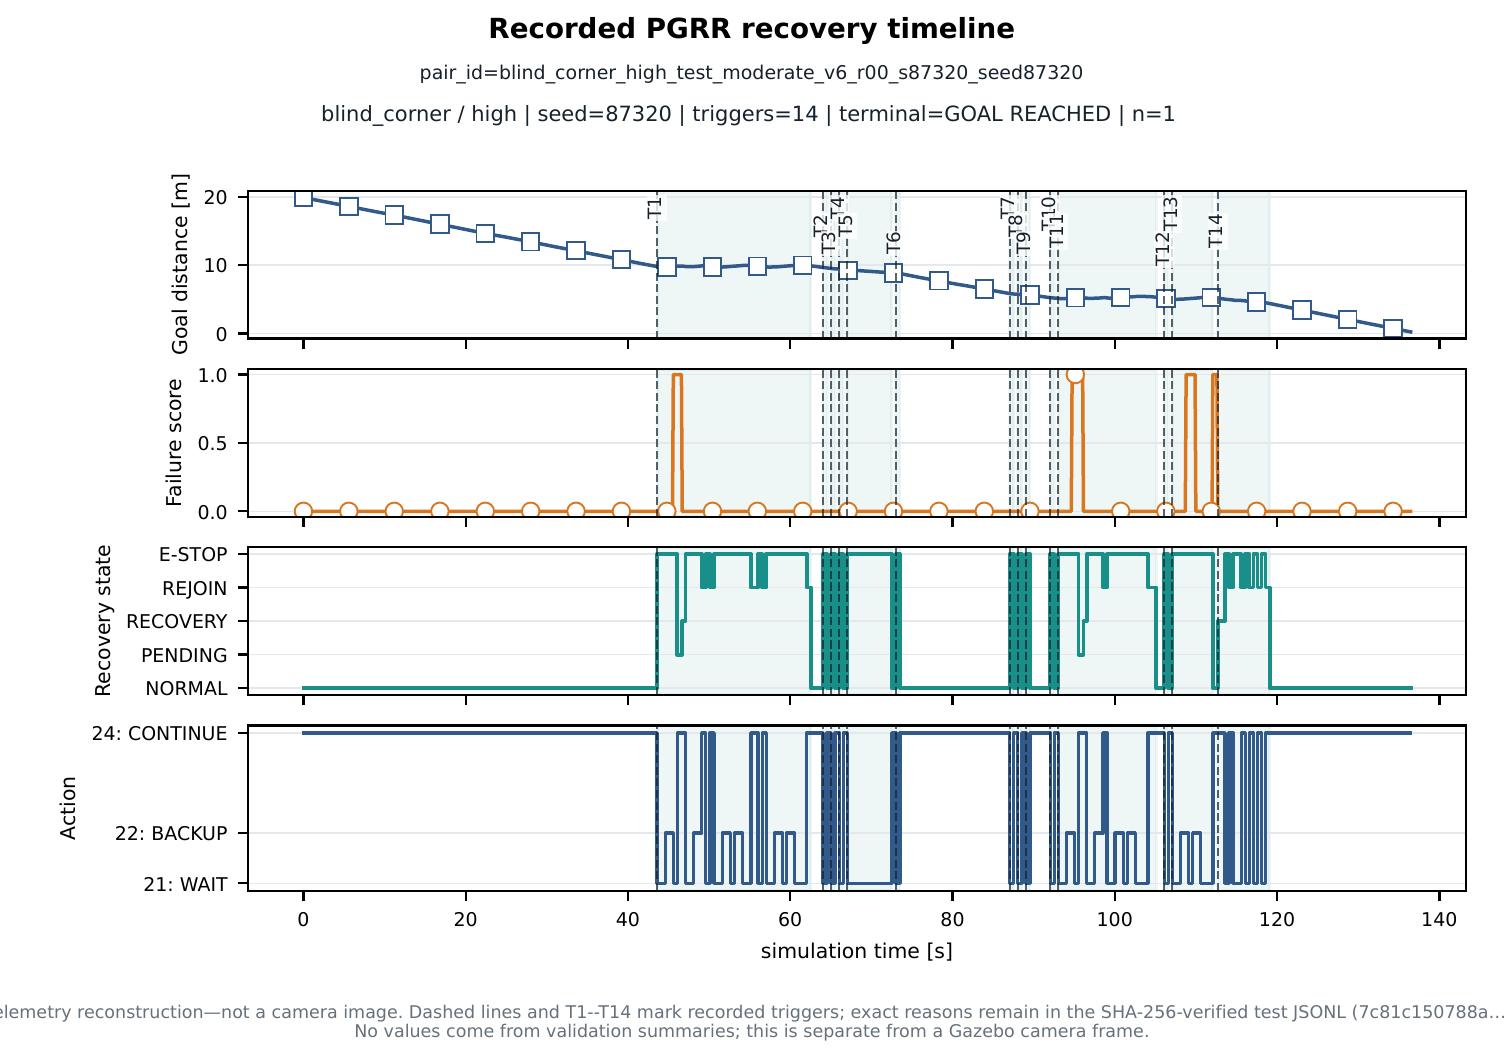 Recorded PGRR recovery timeline
pair_id=blind_corner_high_test_moderate_v6_r00_s87320_seed87320
blind_corner / high | seed=87320 | triggers=14 | terminal=GOAL REACHED | n=1
Goal distance [m]
20
10
0
T1
T2
T3
T4
T5
T6
T7
T8
T9
T10
T11
T12
T13
T14
Failure score
1.0
0.5
0.0
Recovery state
E-STOP
REJOIN
RECOVERY
PENDING
NORMAL
Action
24: CONTINUE
22: BACKUP
21: WAIT
0
20
40
60
80
100
120
140
simulation time [s]
elemetry reconstruction—not a camera image. Dashed lines and T1--T14 mark recorded triggers; exact reasons remain in the SHA-256-verified test JSONL (7c81c150788a…
No values come from validation summaries; this is separate from a Gazebo camera frame.